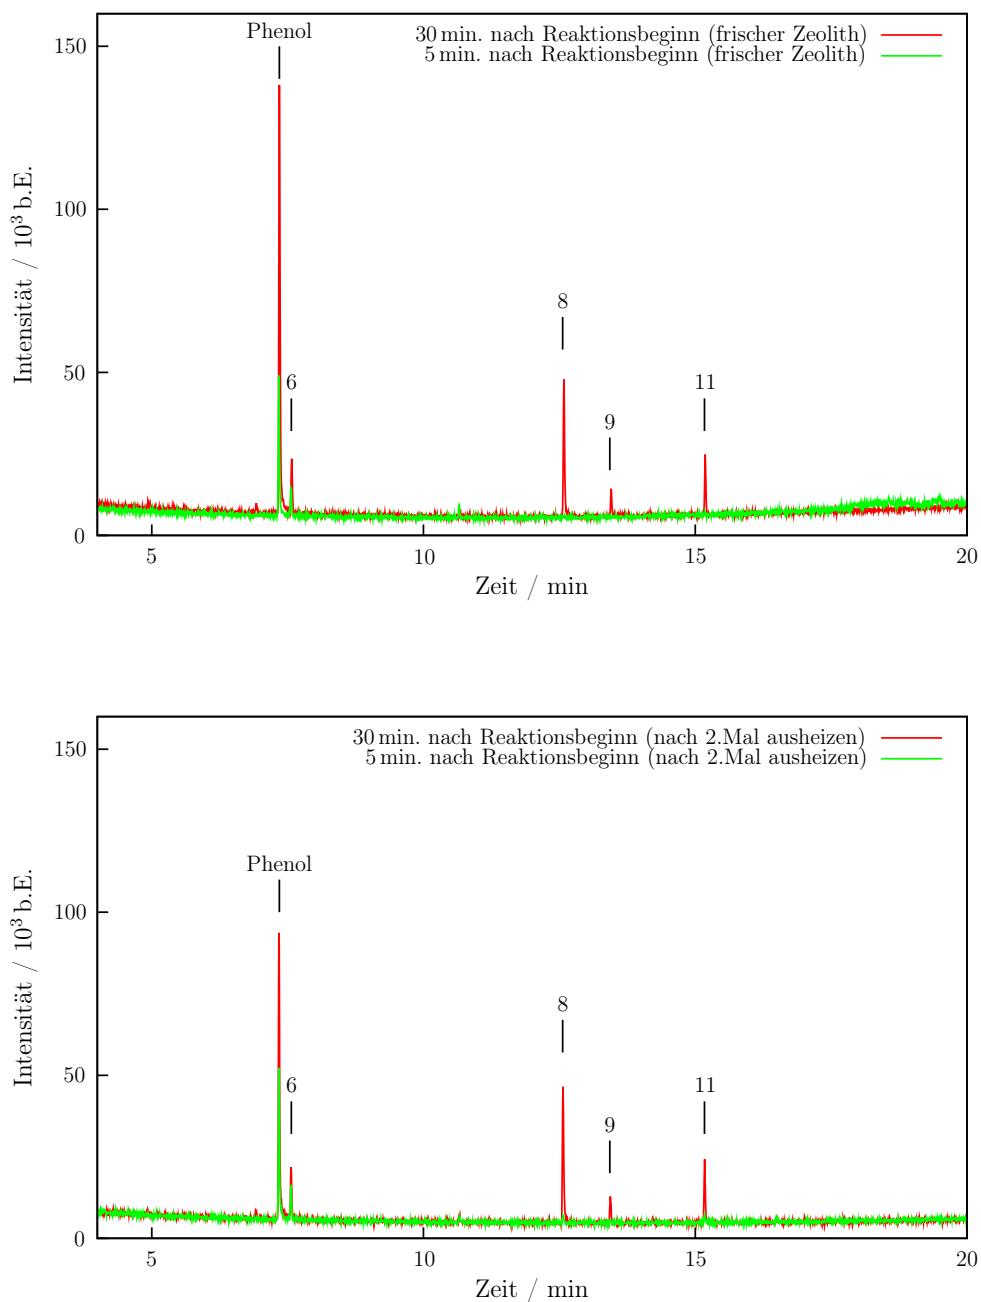 30 min. nach Reaktionsbeginn (frischer Zeolith)
5 min. nach Reaktionsbeginn (frischer Zeolith)
Phenol
6
8
9
11
150
100
50
0
Intensität / 10³ b.E.
5
10
15
20
Zeit / min
30 min. nach Reaktionsbeginn (nach 2.Mal ausheizen)
5 min. nach Reaktionsbeginn (nach 2.Mal ausheizen)
Phenol
6
8
9
11
150
100
50
0
Intensität / 10³ b.E.
5
10
15
20
Zeit / min